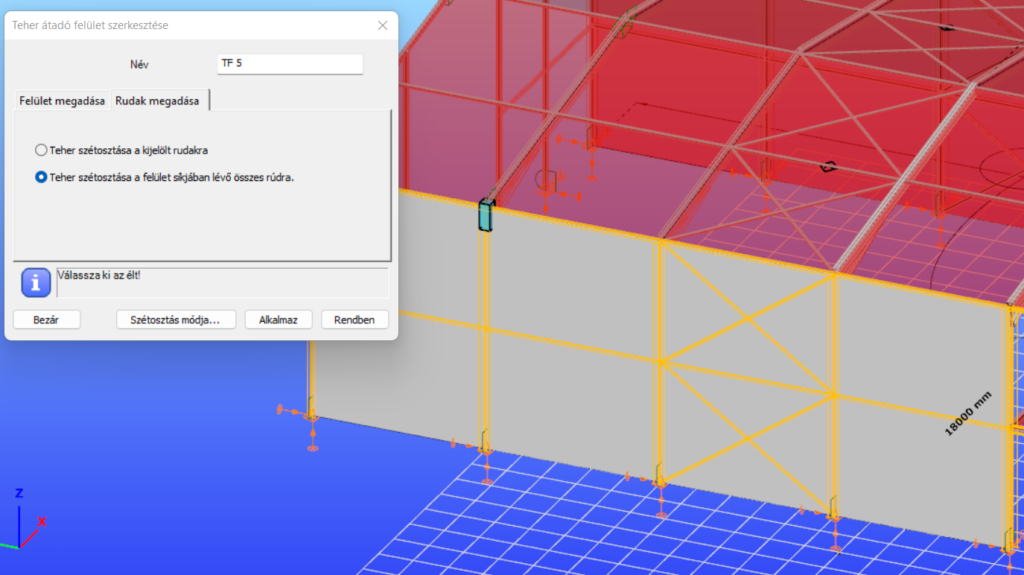 Teher átadó felület szerkesztése
Név
TF 5
Felület megadása
Rudak megadása
Teher szétosztása a kijelölt rudakra
Teher szétosztása a felület síkjában lévő összes rúdra.
Válassza ki az élt!
Bezár
Szétosztás módja...
Alkalmaz
Rendben
18000 mm
Z
X